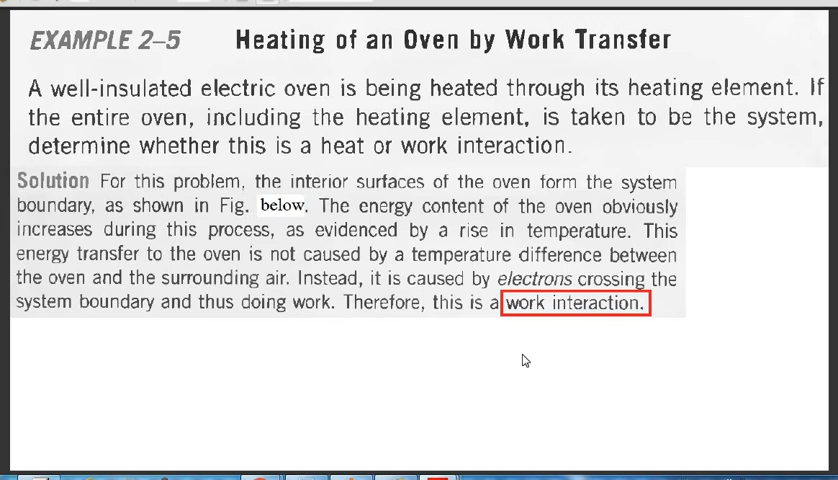 EXAMPLE 2–5 Heating of an Oven by Work Transfer
A well-insulated electric oven is being heated through its heating element. If
the entire oven, including the heating element, is taken to be the system,
determine whether this is a heat or work interaction.
Solution For this problem, the interior surfaces of the oven form the system
boundary, as shown in Fig. below. The energy content of the oven obviously
increases during this process, as evidenced by a rise in temperature. This
energy transfer to the oven is not caused by a temperature difference between
the oven and the surrounding air. Instead, it is caused by electrons crossing the
system boundary and thus doing work. Therefore, this is a work interaction.